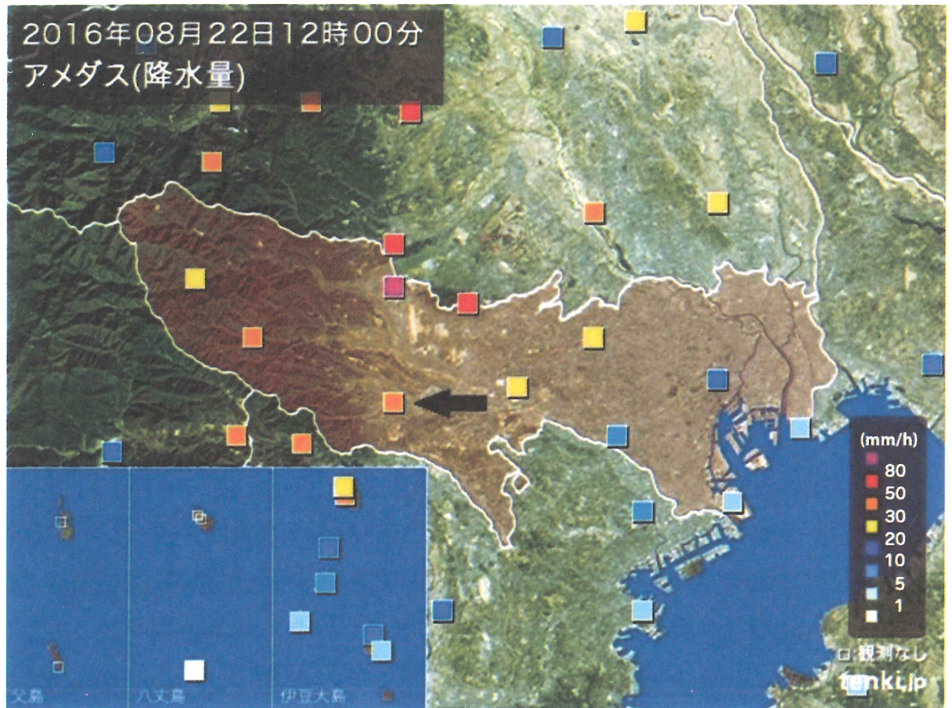 2016年08月22日12時00分
アメダス(降水量)
(mm/h)
80
50
30
20
10
5
1
父島
八丈島
伊豆大島
□:観測なし
tenki.jp